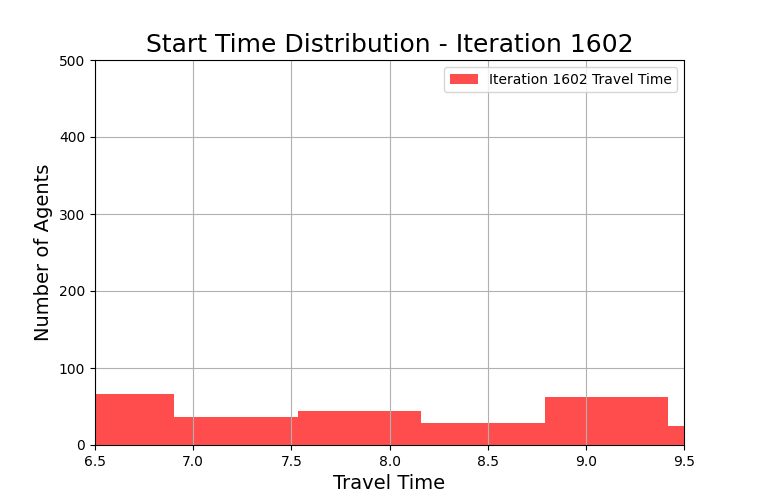 Start Time Distribution - Iteration 1602
Iteration 1602 Travel Time
Number of Agents
500
400
300
200
100
0
6.5 7.0 7.5 8.0 8.5 9.0 9.5
Travel Time